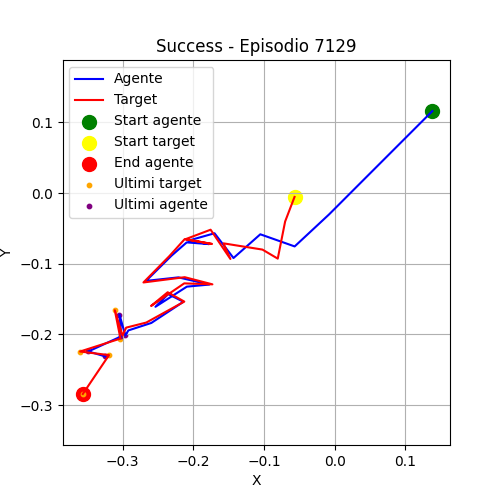 Success - Episodio 7129
Agente
Target
Start agente
Start target
End agente
Ultimi target
Ultimi agente
Y
0.1
0.0
−0.1
−0.2
−0.3
−0.3
−0.2
−0.1
0.0
0.1
X